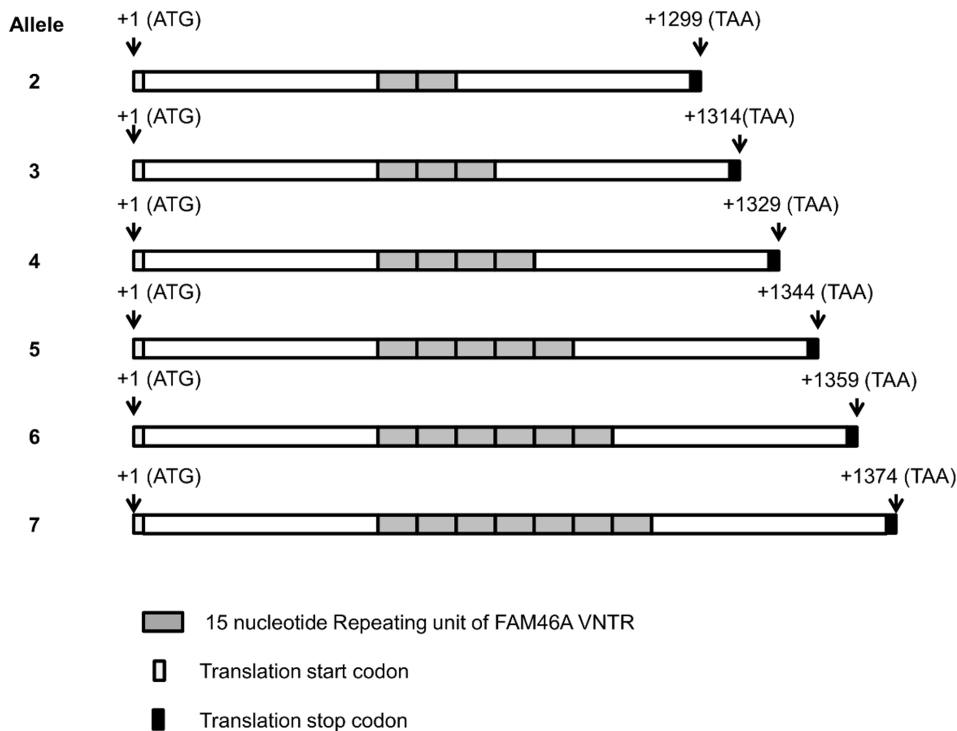 Allele
+1 (ATG) +1299 (TAA)
2
+1 (ATG) +1314(TAA)
3
+1 (ATG) +1329 (TAA)
4
+1 (ATG) +1344 (TAA)
5
+1 (ATG) +1359 (TAA)
6
+1 (ATG) +1374 (TAA)
7
15 nucleotide Repeating unit of FAM46A VNTR
Translation start codon
Translation stop codon